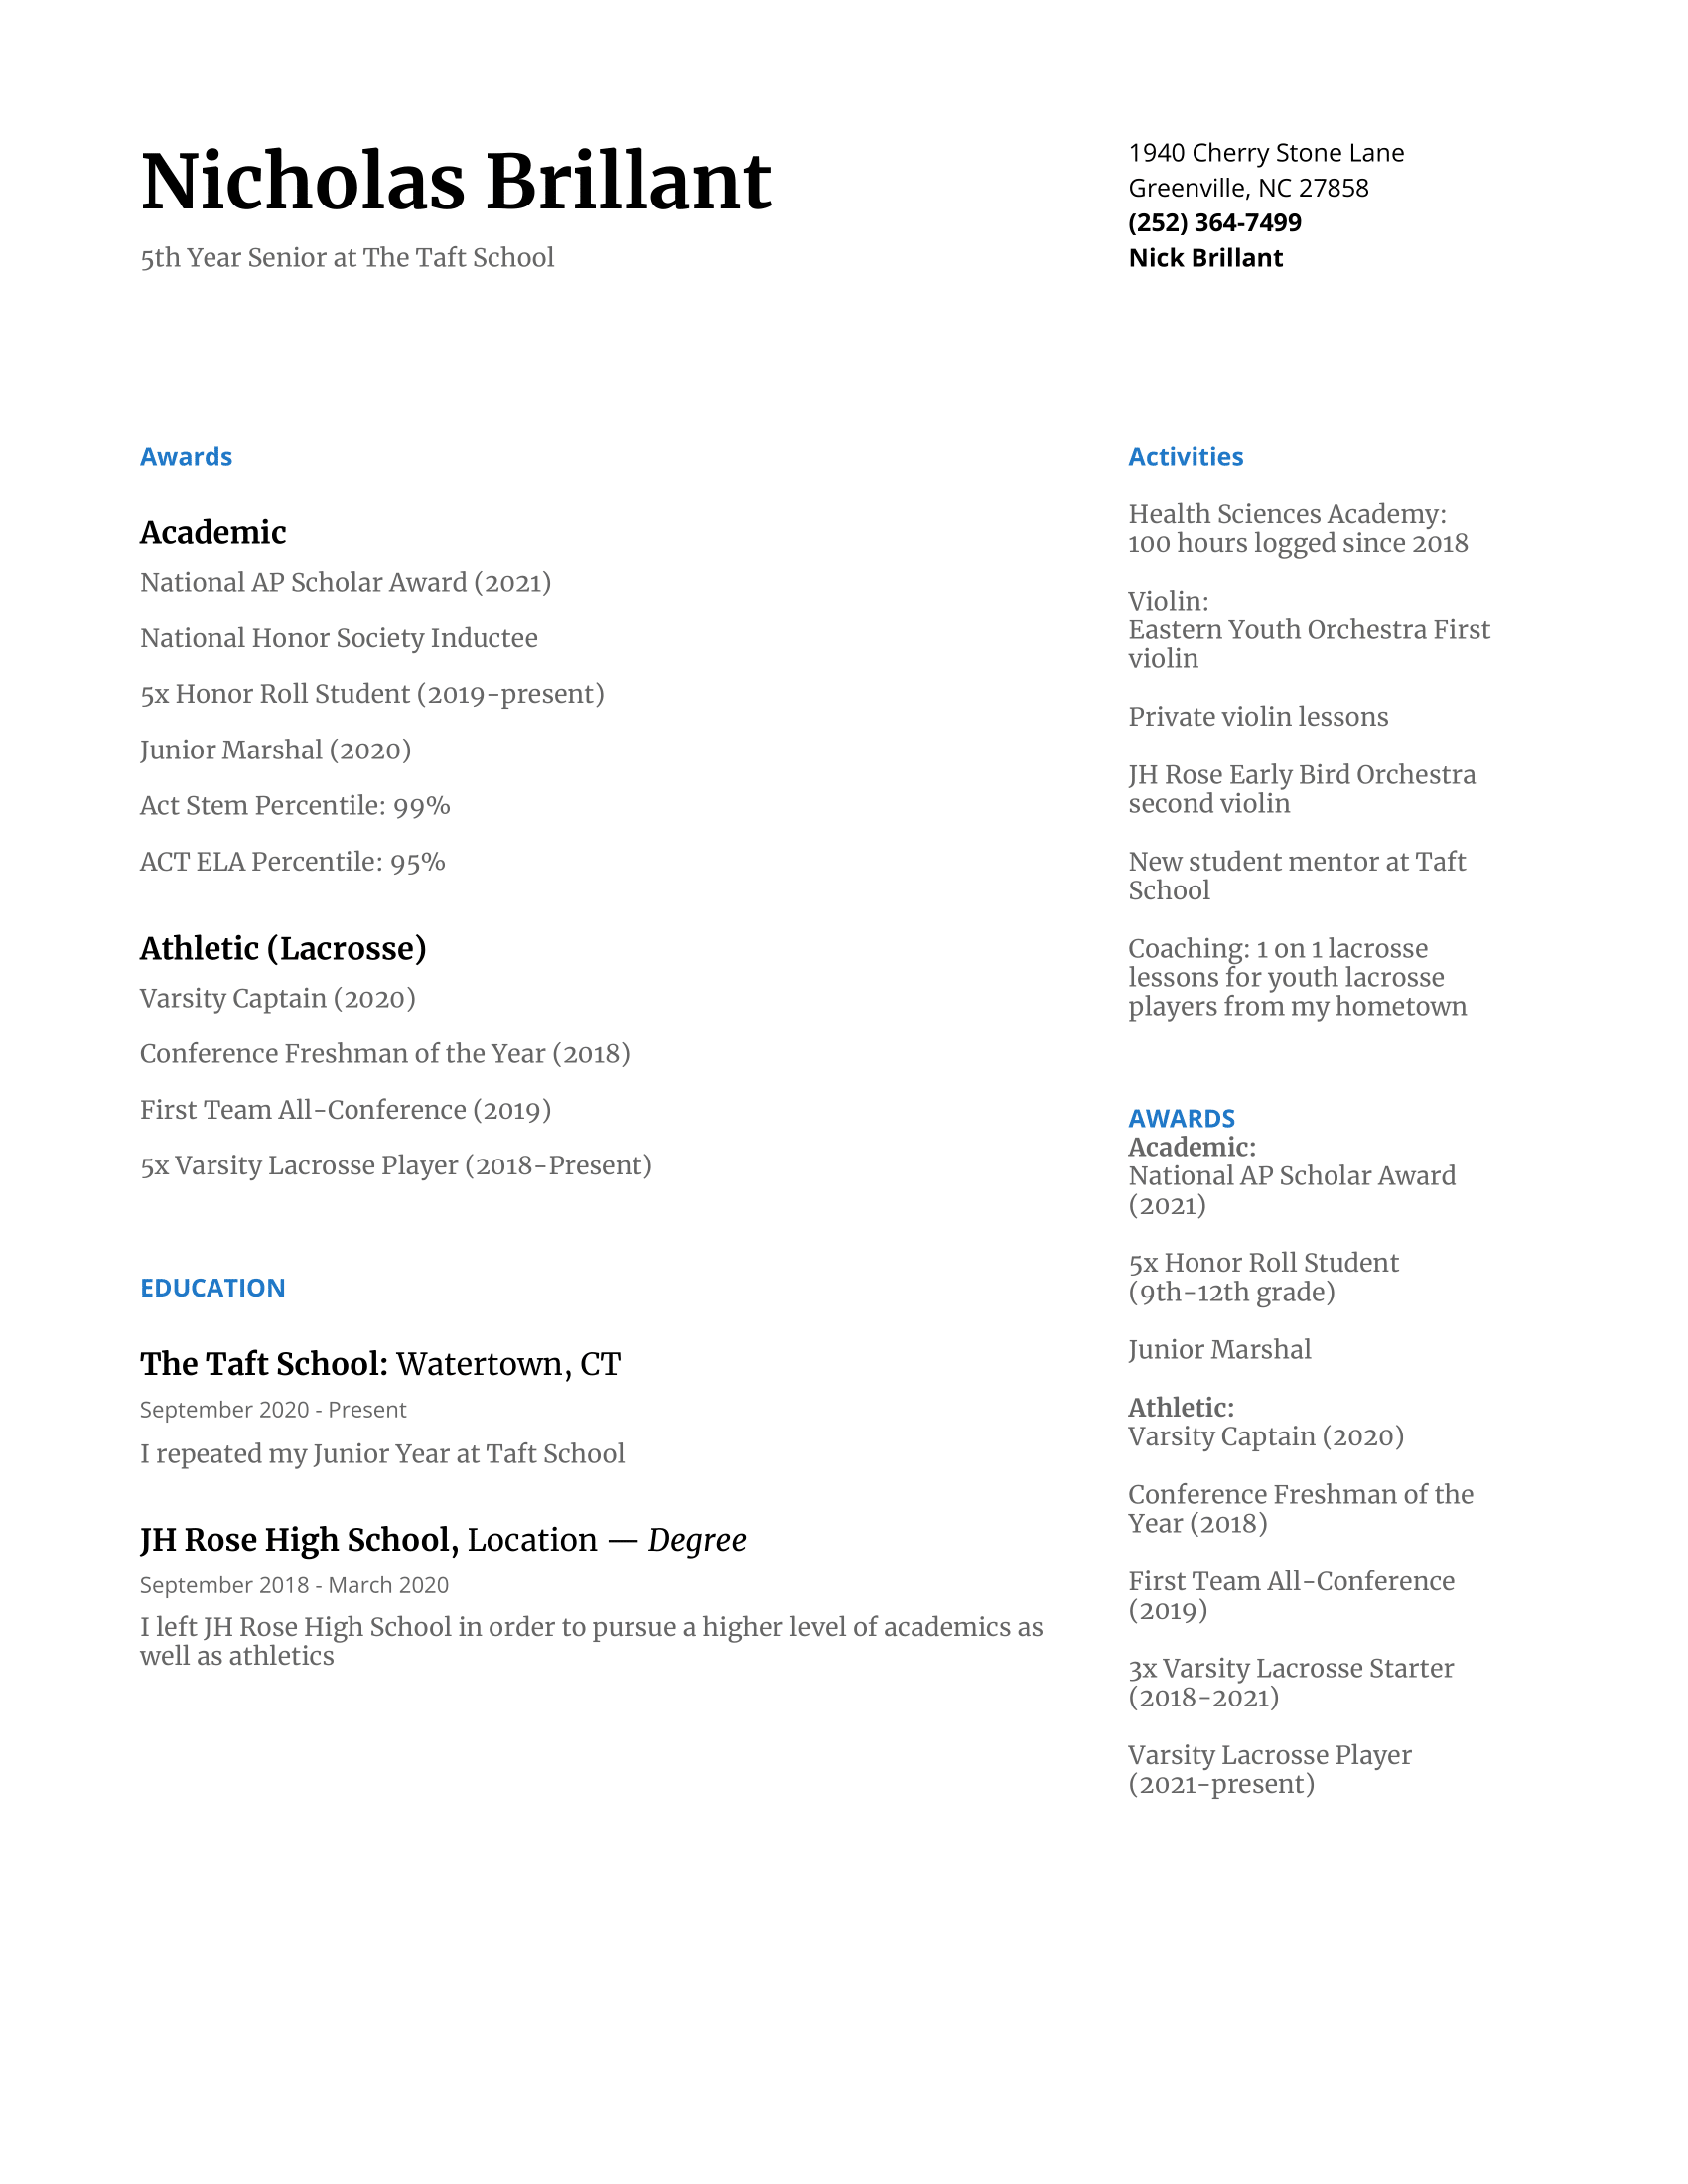 Nicholas Brillant
5th Year Senior at The Taft School
1940 Cherry Stone Lane
Greenville, NC 27858
(252) 364-7499
Nick Brillant
Awards
Academic
National AP Scholar Award (2021)
National Honor Society Inductee
5x Honor Roll Student (2019-present)
Junior Marshal (2020)
Act Stem Percentile: 99%
ACT ELA Percentile: 95%
Athletic (Lacrosse)
Varsity Captain (2020)
Conference Freshman of the Year (2018)
First Team All-Conference (2019)
5x Varsity Lacrosse Player (2018-Present)
EDUCATION
The Taft School: Watertown, CT
September 2020 - Present
I repeated my Junior Year at Taft School
JH Rose High School, Location — Degree
September 2018 - March 2020
I left JH Rose High School in order to pursue a higher level of academics as
well as athletics
Activities
Health Sciences Academy:
100 hours logged since 2018
Violin:
Eastern Youth Orchestra First
violin
Private violin lessons
JH Rose Early Bird Orchestra
second violin
New student mentor at Taft
School
Coaching: 1 on 1 lacrosse
lessons for youth lacrosse
players from my hometown
AWARDS
Academic:
National AP Scholar Award
(2021)
5x Honor Roll Student
(9th-12th grade)
Junior Marshal
Athletic:
Varsity Captain (2020)
Conference Freshman of the
Year (2018)
First Team All-Conference
(2019)
3x Varsity Lacrosse Starter
(2018-2021)
Varsity Lacrosse Player
(2021-present)